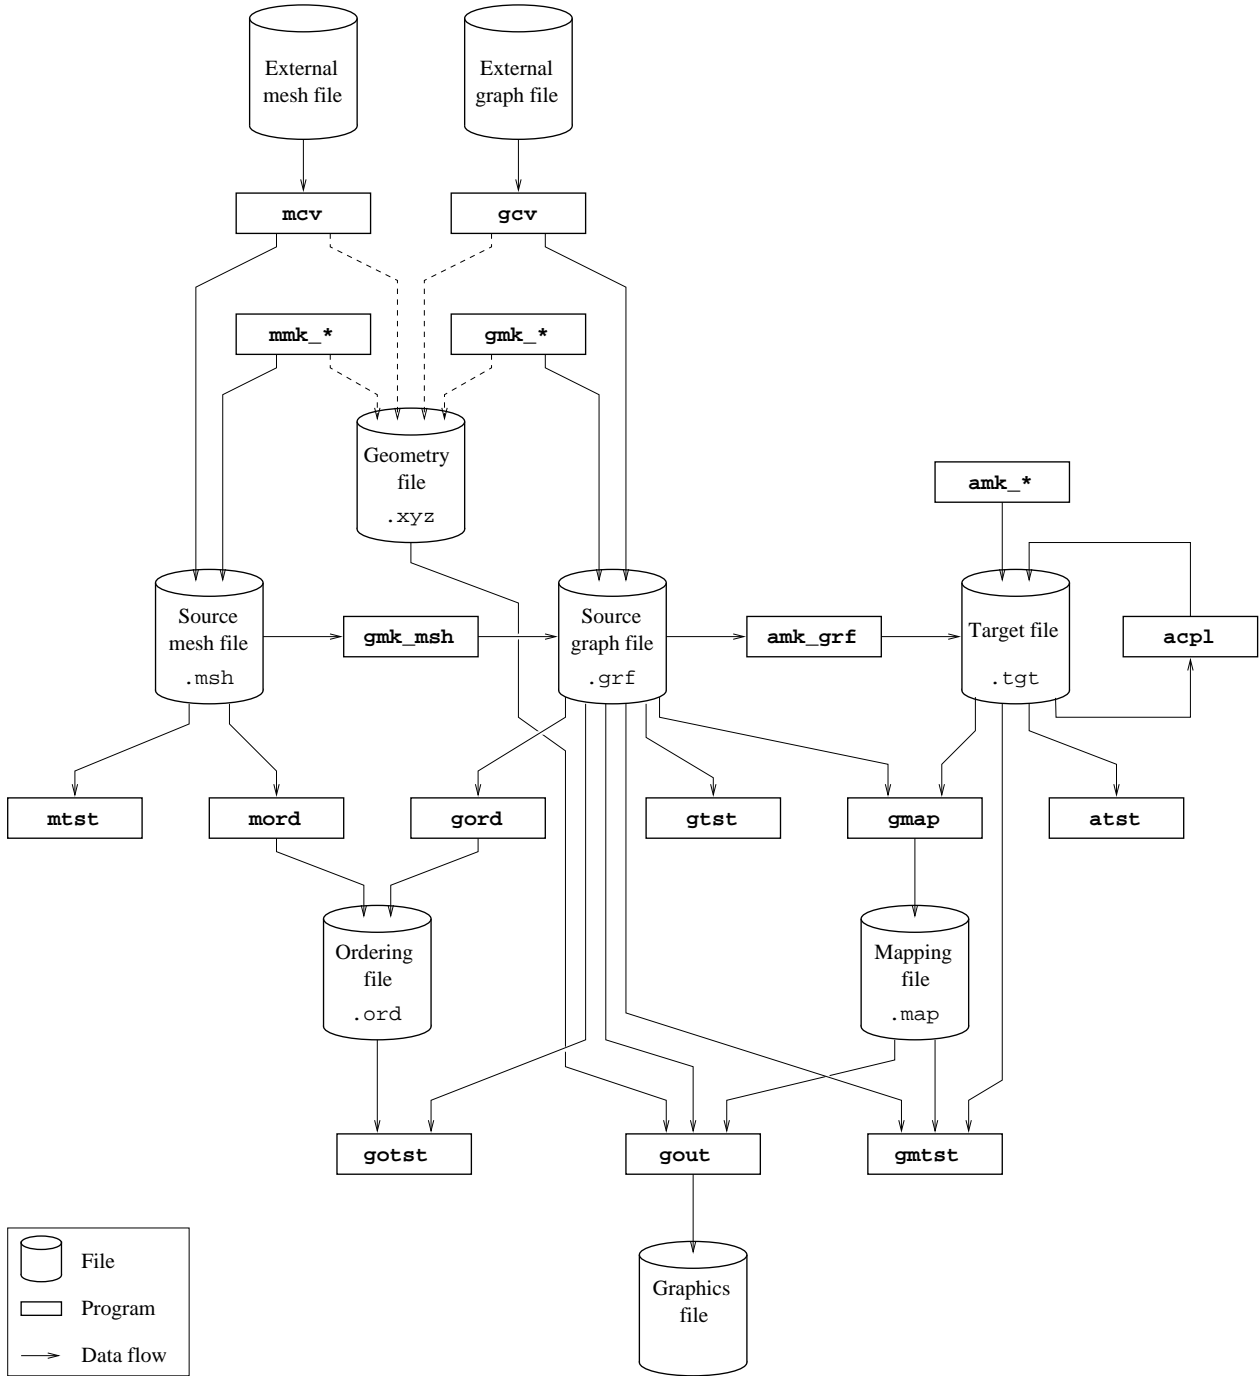 External
mesh file
External
graph file
mcv
gcv
mmk_*
gmk_*
Geometry
file
.xyz
amk_*
Source
mesh file
.msh
gmk_msh
Source
graph file
.grf
amk_grf
Target file
.tgt
acpl
mtst
mord
gord
gtst
gmap
atst
Ordering
file
.ord
Mapping
file
.map
gotst
gout
gmtst
File
Program
Data flow
Graphics
file